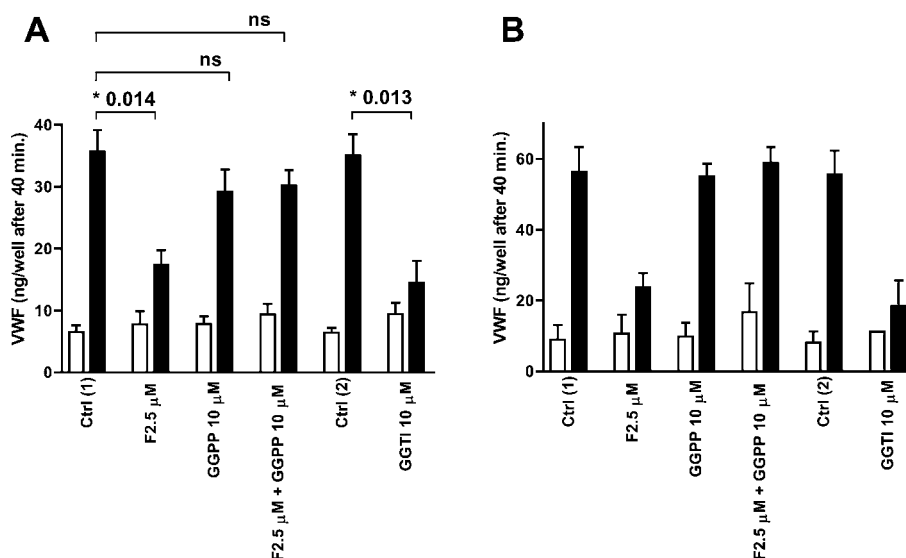 A
ns
ns
* 0.014
* 0.013
VWF (ng/well after 40 min.)
40
30
20
10
0
Ctrl (1)
F2.5 µM
GGPP 10 µM
F2.5 µM + GGPP 10 µM
Ctrl (2)
GGTI 10 µM
B
VWF (ng/well after 40 min.)
60
40
20
0
Ctrl (1)
F2.5 µM
GGPP 10 µM
F2.5 µM + GGPP 10 µM
Ctrl (2)
GGTI 10 µM